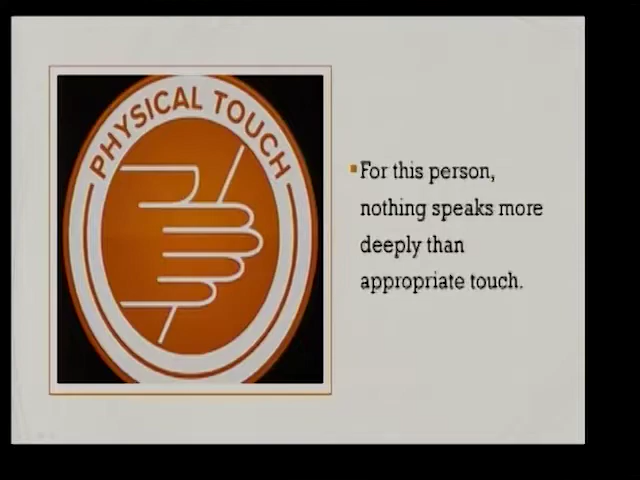 PHYSICAL TOUCH
For this person,
nothing speaks more
deeply than
appropriate touch.